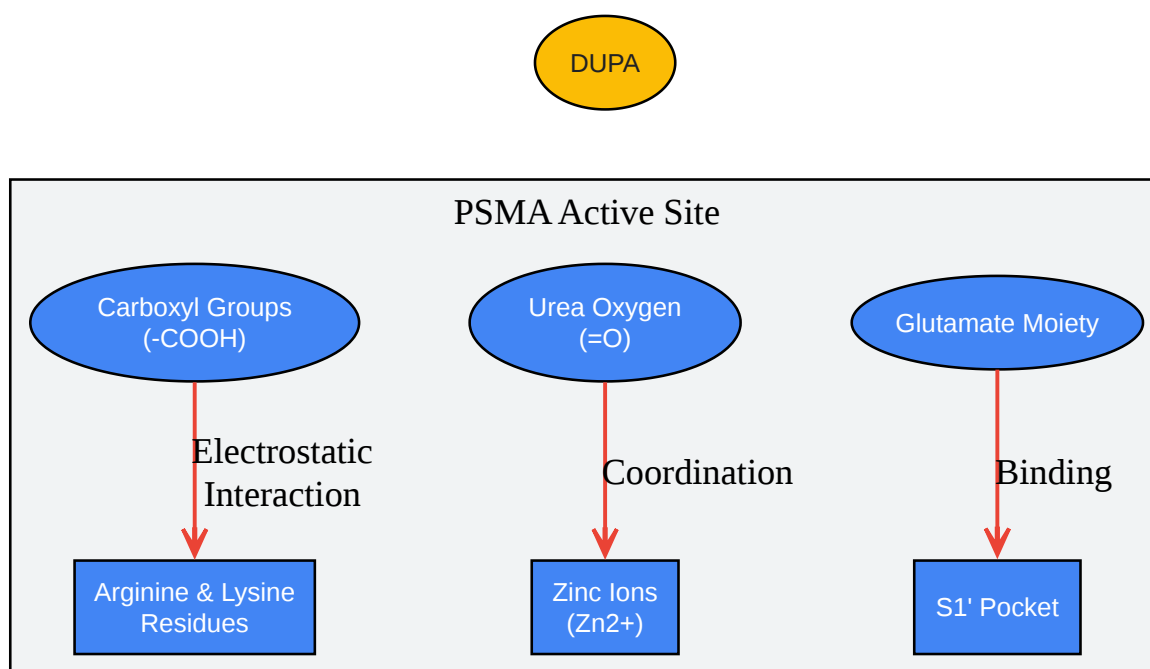 DUPA
PSMA Active Site
Carboxyl Groups
(-COOH)
Urea Oxygen
(=O)
Glutamate Moiety
Electrostatic
Interaction
Coordination
Binding
Arginine & Lysine
Residues
Zinc Ions
(Zn2+)
S1' Pocket